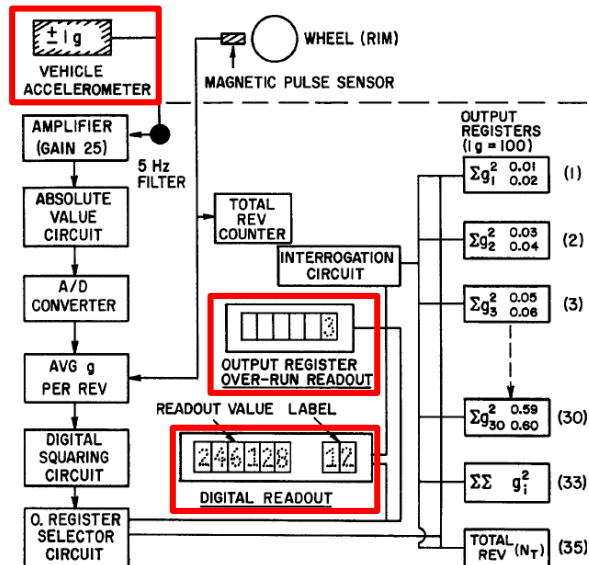 ± 1g
VEHICLE
ACCELEROMETER
WHEEL (RIM)
MAGNETIC PULSE SENSOR
AMPLIFIER
(GAIN 25)
5 Hz
FILTER
ABSOLUTE
VALUE
CIRCUIT
A/D
CONVERTER
AVG g
PER REV
DIGITAL
SQUARING
CIRCUIT
O. REGISTER
SELECTOR
CIRCUIT
TOTAL
REV
COUNTER
INTERROGATION
CIRCUIT
3
OUTPUT REGISTER
OVER-RUN READOUT
READOUT VALUE LABEL
246128 12
DIGITAL READOUT
OUTPUT
REGISTERS
(1g = 100)
Σg₁² 0.01 0.02 (1)
Σg₂² 0.03 0.04 (2)
Σg₃² 0.05 0.06 (3)
Σg₃₀² 0.59 0.60 (30)
ΣΣ gᵢ² (33)
TOTAL
REV (N_T) (35)